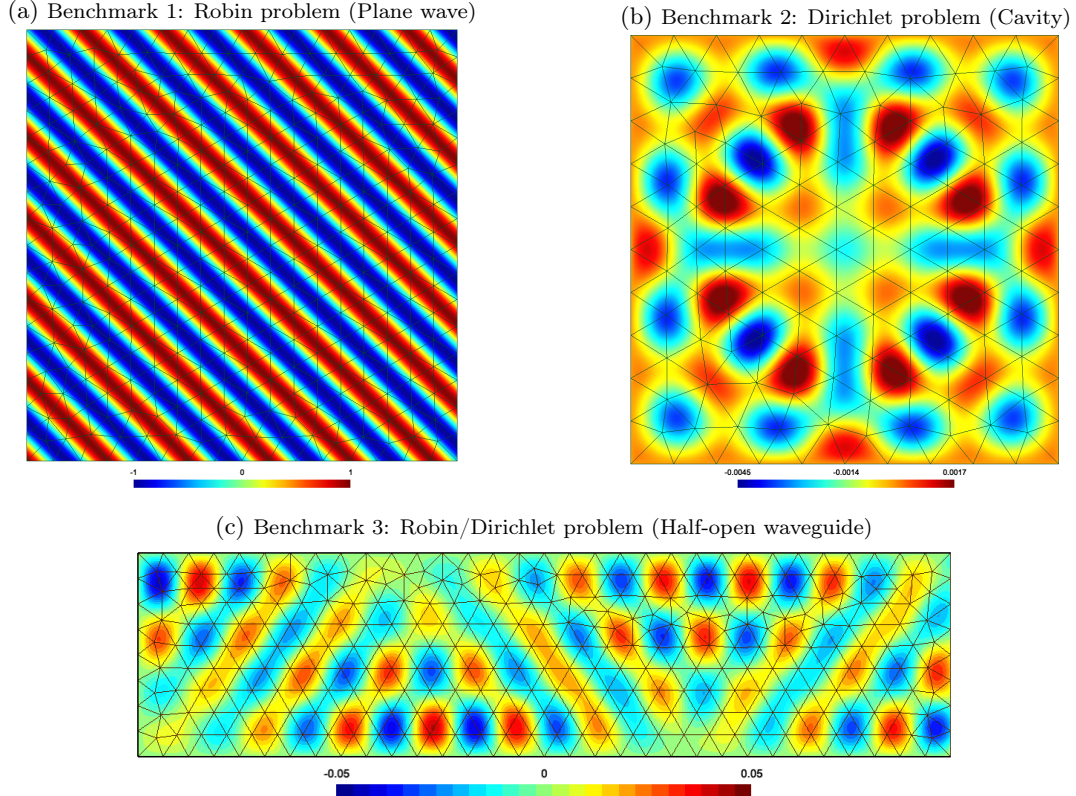 (a) Benchmark 1: Robin problem (Plane wave)
(b) Benchmark 2: Dirichlet problem (Cavity)
-1 0 1
-0.0045 -0.0014 0.0017
(c) Benchmark 3: Robin/Dirichlet problem (Half-open waveguide)
-0.05 0 0.05